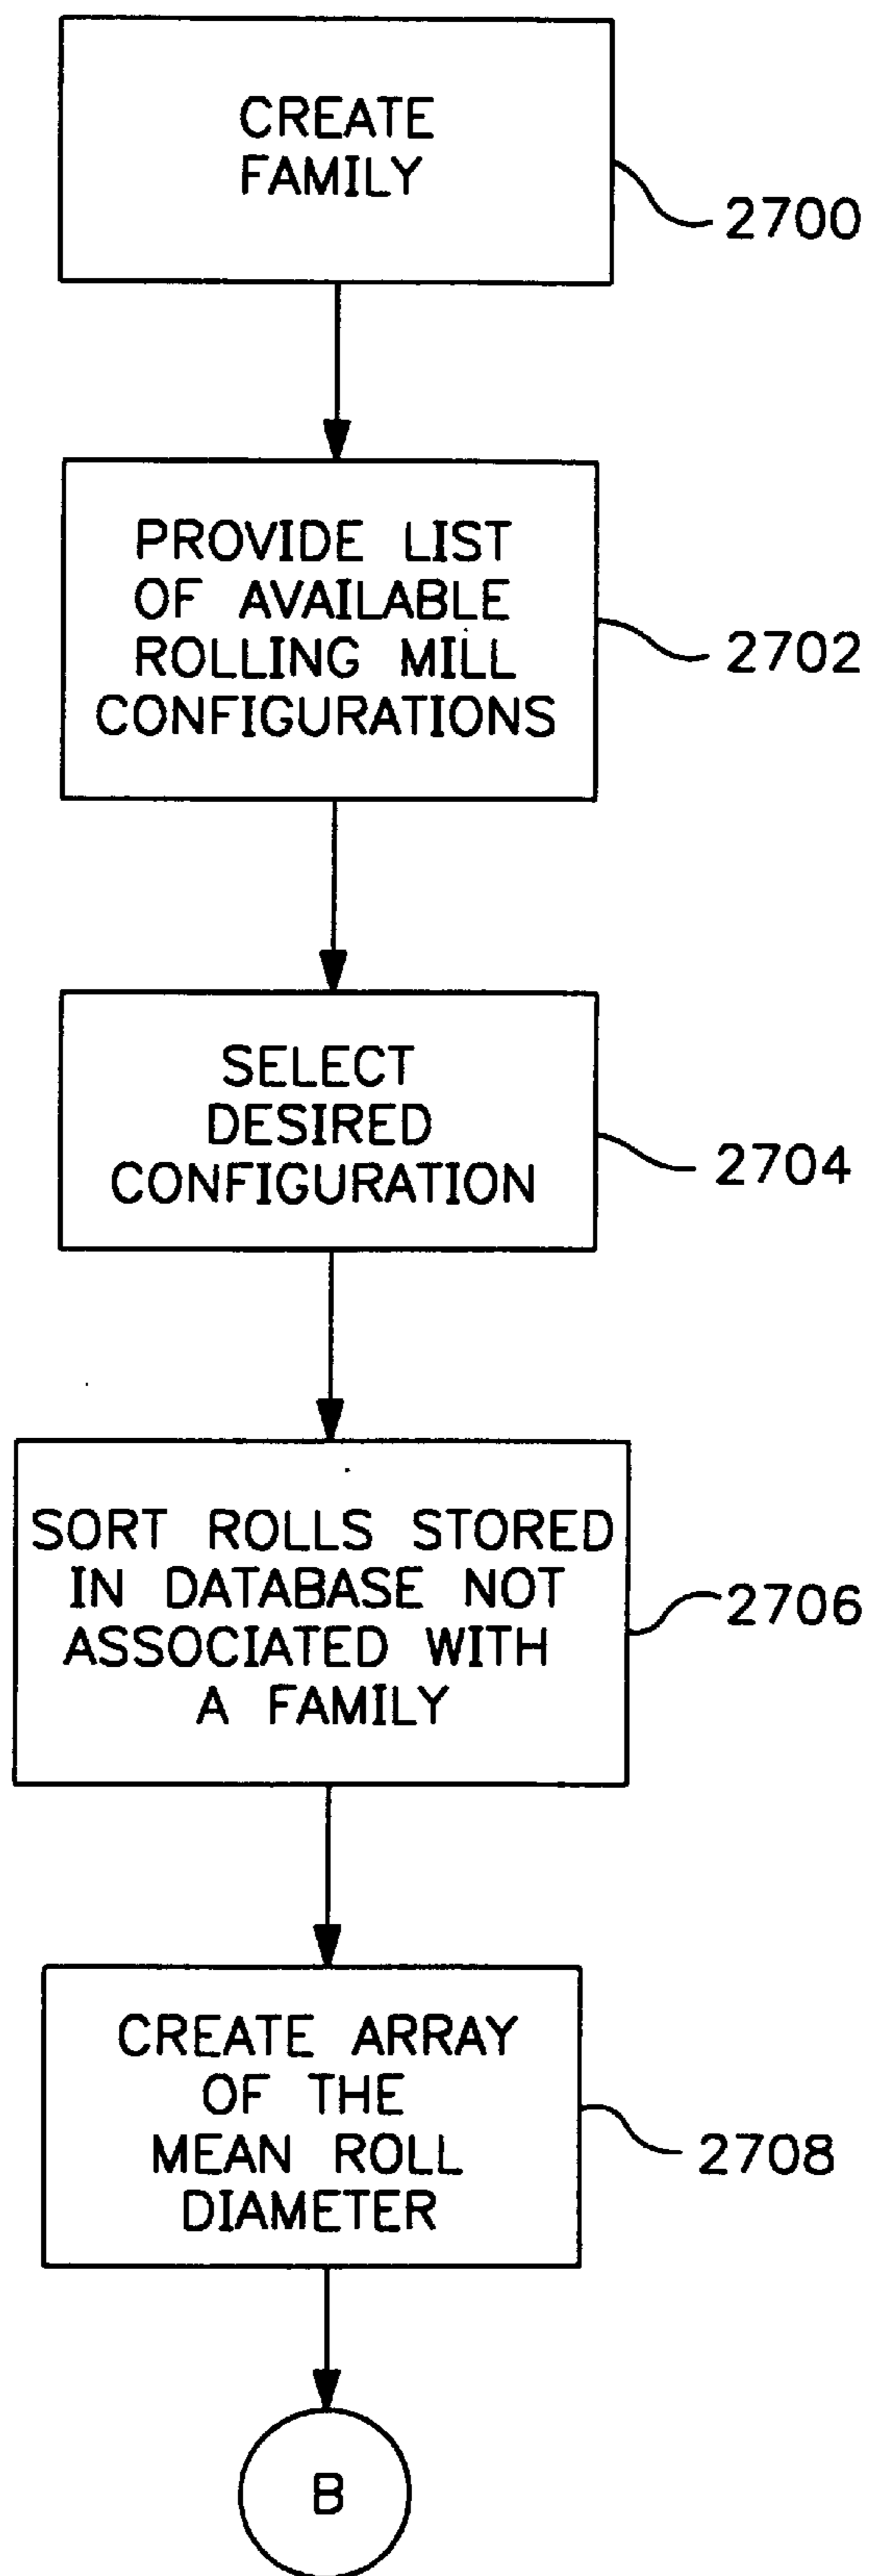 CREATE
FAMILY
2700
PROVIDE LIST
OF AVAILABLE
ROLLING MILL
CONFIGURATIONS
2702
SELECT
DESIRED
CONFIGURATION
2704
SORT ROLLS STORED
IN DATABASE NOT
ASSOCIATED WITH
A FAMILY
2706
CREATE ARRAY
OF THE
MEAN ROLL
DIAMETER
2708
B